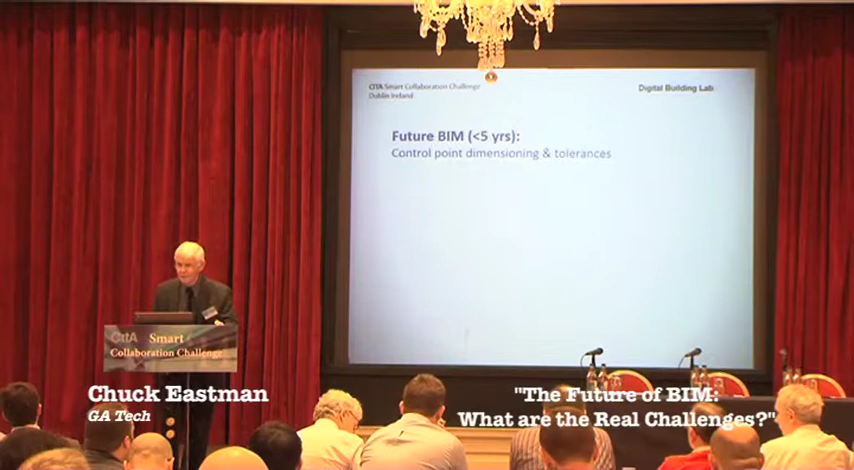 CITA Smart Collaboration Challenge
Dublin Ireland
Digital Building Lab
Future BIM (<5 yrs):
Control point dimensioning & tolerances
CitA Smart
Collaboration Challenge
Chuck Eastman
GA Tech
"The Future of BIM:
What are the Real Challenges?"